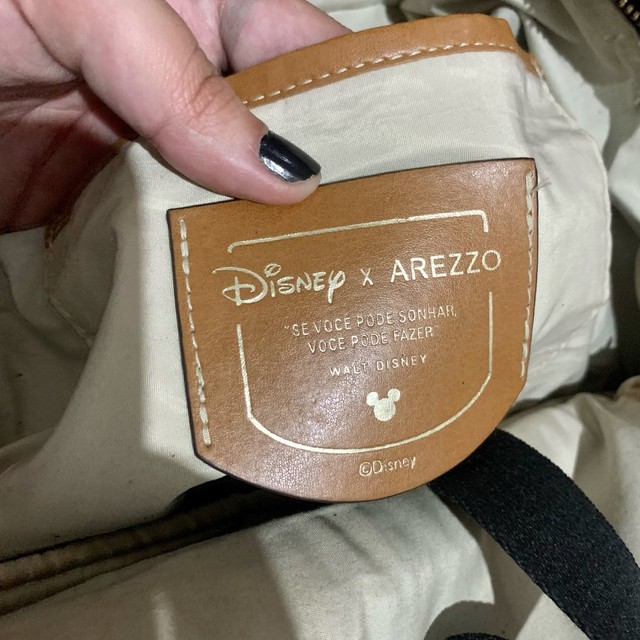 Disney x AREZZO
"SE VOCÊ PODE SONHAR,
VOCÊ PODE FAZER.
WALT DISNEY
©Disney